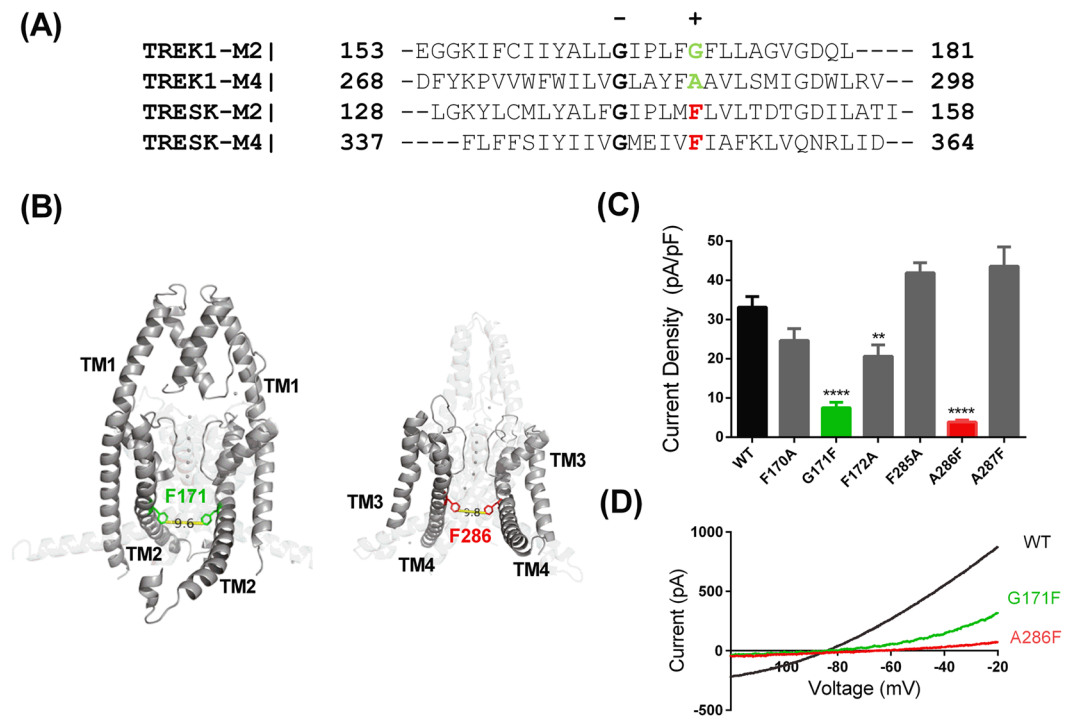 (A)
– +
TREK1-M2| 153 -EGGKIFCIIYALLGIPLFGFLLAGVGDQL---- 181
TREK1-M4| 268 -DFYKPVVWFWILVGLAYFAAVLSMIGDWLRV-- 298
TRESK-M2| 128 --LGKYLCMLYALFGIPLMFLVLTDTGDILATI- 158
TRESK-M4| 337 ----FLFFSIYIIVGMEIVFIAFKLVQNRLID-- 364
(B)
TM1
TM1
F171
9.6
TM2
TM2
TM3
TM3
9.8
F286
TM4
TM4
(C)
Current Density (pA/pF)
50
40
30
20
10
0
**
****
****
WT F170A G171F F172A F285A A286F A287F
(D)
Current (pA)
1000
500
0
-500
-100 -80 -60 -40 -20
Voltage (mV)
WT
G171F
A286F